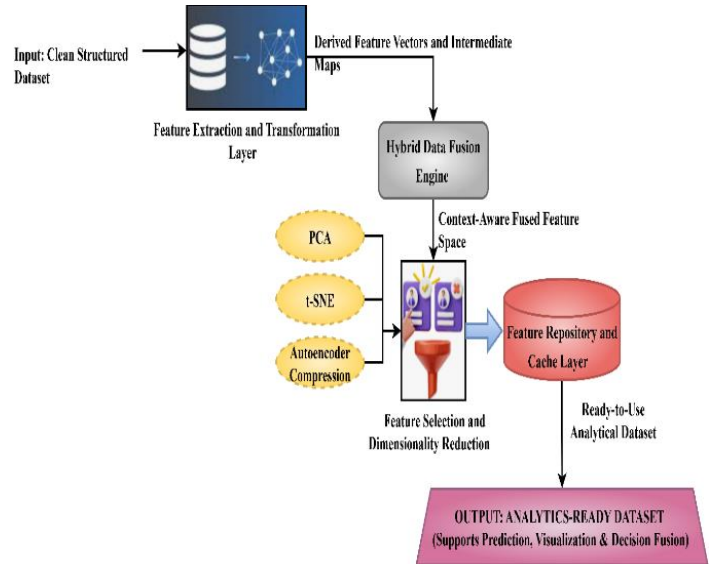 Derived Feature Vectors and Intermediate
Maps
Input: Clean Structured
Dataset
Feature Extraction and Transformation
Layer
Hybrid Data Fusion
Engine
Context-Aware Fused Feature
Space
PCA
t-SNE
Autoencoder
Compression
Feature Repository and
Cache Layer
Feature Selection and
Dimensionality Reduction
Ready-to-Use
Analytical Dataset
OUTPUT: ANALYTICS-READY DATASET
(Supports Prediction, Visualization & Decision Fusion)